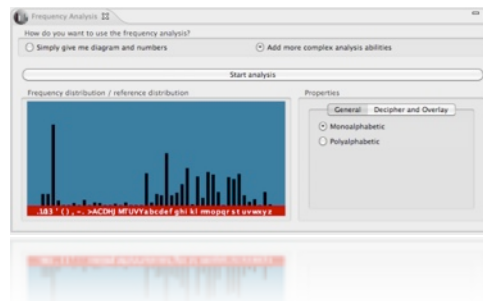 Frequency Analysis
How do you want to use the frequency analysis?
Simply give me diagram and numbers
Add more complex analysis abilities
Start analysis
Frequency distribution / reference distribution
Properties
General
Decipher and Overlay
Monoalphabetic
Polyalphabetic